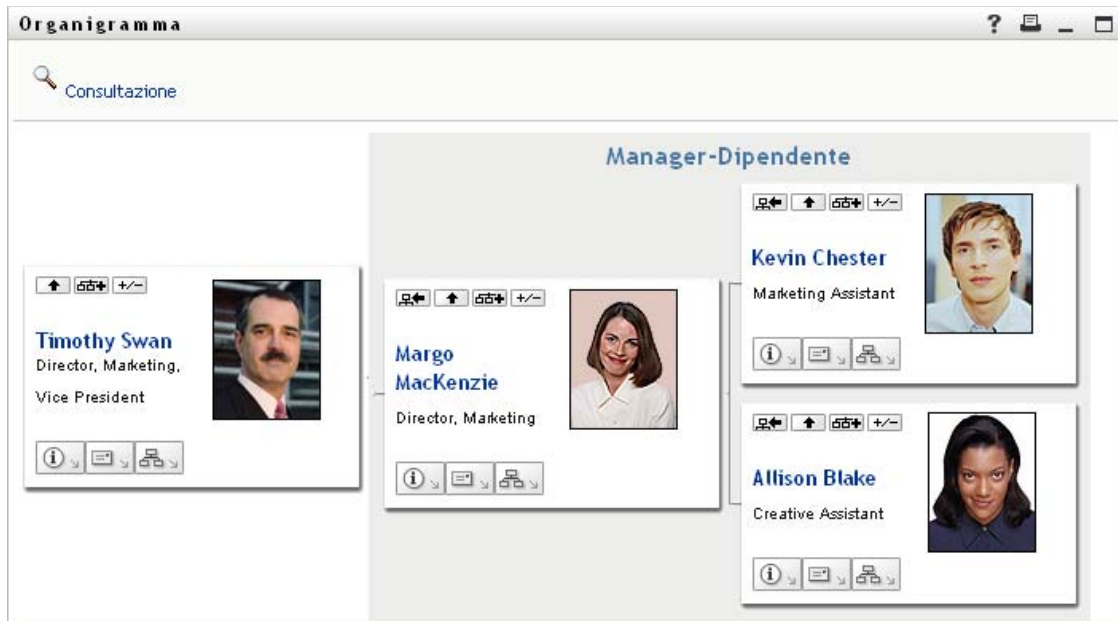 Organigramma
Consultazione
Manager-Dipendente
Timothy Swan
Director, Marketing,
Vice President
Margo
MacKenzie
Director, Marketing
Kevin Chester
Marketing Assistant
Allison Blake
Creative Assistant